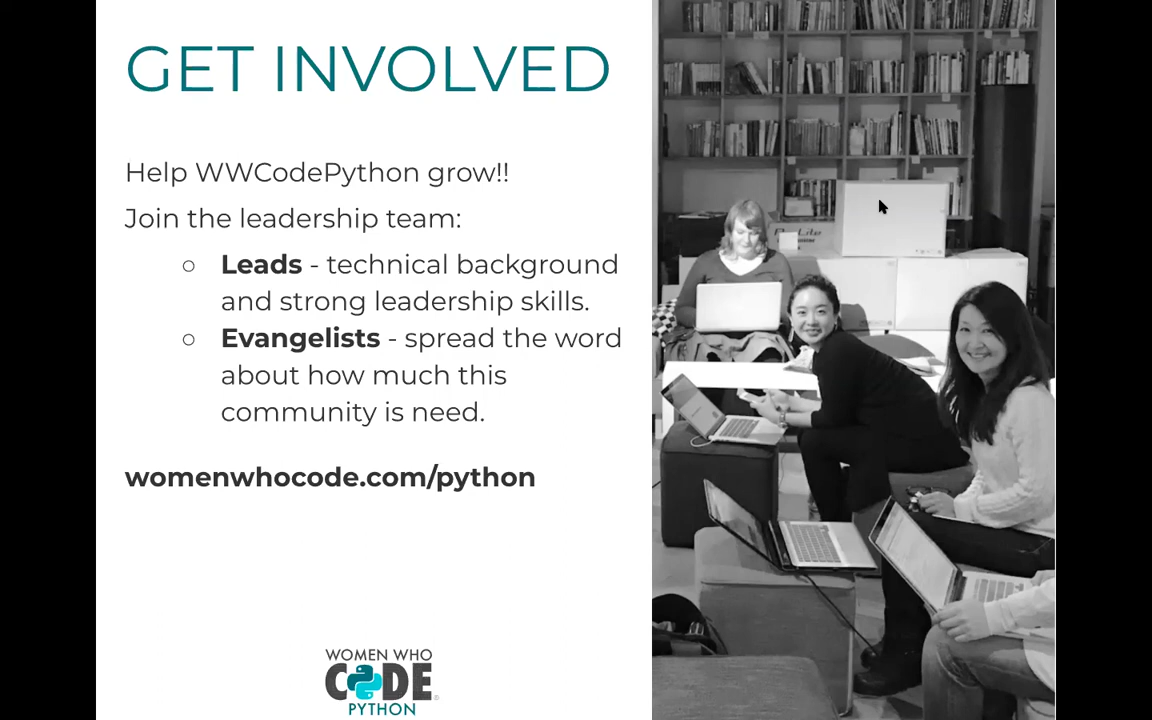 GET INVOLVED
Help WWCodePython grow!!
Join the leadership team:
○ Leads - technical background
and strong leadership skills.
○ Evangelists - spread the word
about how much this
community is need.
womenwhocode.com/python
WOMEN WHO
CODE
PYTHON